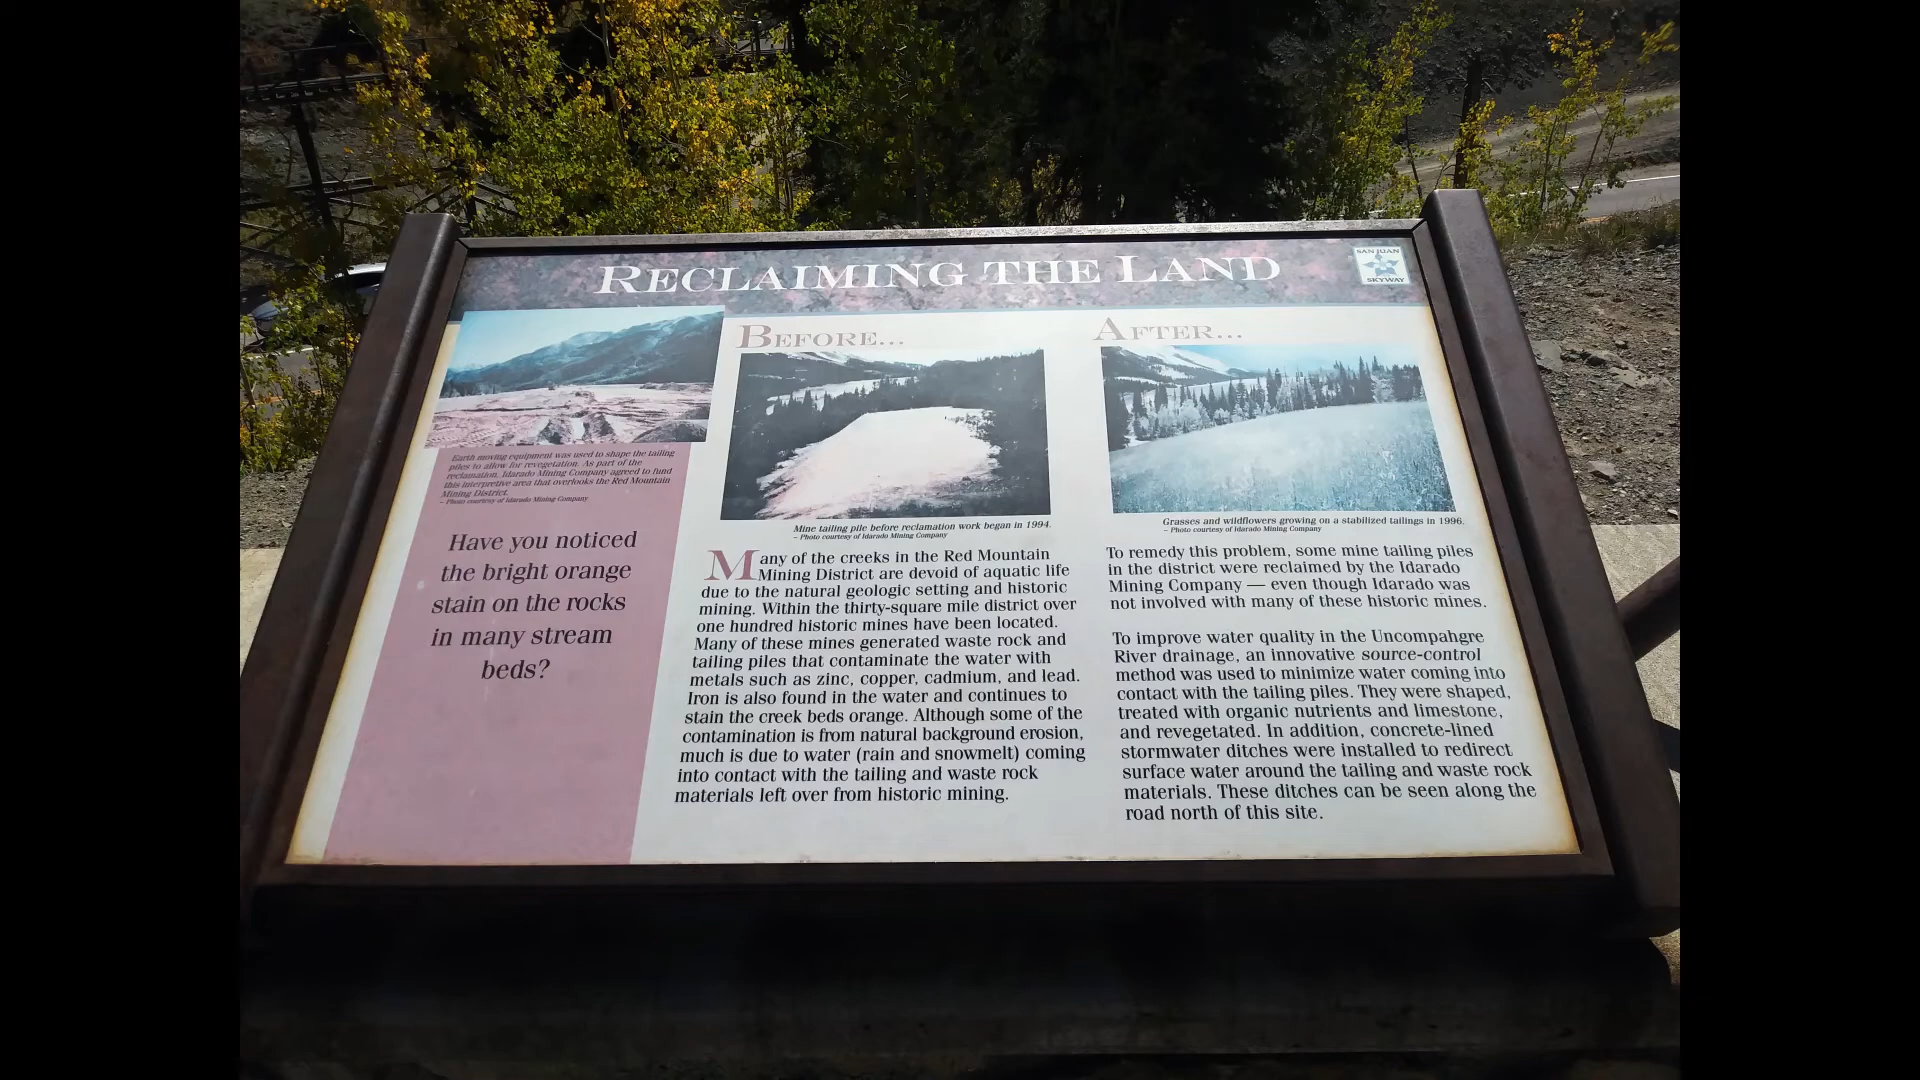 RECLAIMING THE LAND
SAN JUAN
SKYWAY
Earth moving equipment was used to shape the tailing
piles to allow for revegetation. As part of the
reclamation, Idarado Mining Company agreed to fund
this interpretive area that overlooks the Red Mountain
Mining District.
– Photo courtesy of Idarado Mining Company
Have you noticed
the bright orange
stain on the rocks
in many stream
beds?
BEFORE...
Mine tailing pile before reclamation work began in 1994.
– Photo courtesy of Idarado Mining Company
Many of the creeks in the Red Mountain
Mining District are devoid of aquatic life
due to the natural geologic setting and historic
mining. Within the thirty-square mile district over
one hundred historic mines have been located.
Many of these mines generated waste rock and
tailing piles that contaminate the water with
metals such as zinc, copper, cadmium, and lead.
Iron is also found in the water and continues to
stain the creek beds orange. Although some of the
contamination is from natural background erosion,
much is due to water (rain and snowmelt) coming
into contact with the tailing and waste rock
materials left over from historic mining.
AFTER...
Grasses and wildflowers growing on a stabilized tailings in 1996.
– Photo courtesy of Idarado Mining Company
To remedy this problem, some mine tailing piles
in the district were reclaimed by the Idarado
Mining Company — even though Idarado was
not involved with many of these historic mines.
To improve water quality in the Uncompahgre
River drainage, an innovative source-control
method was used to minimize water coming into
contact with the tailing piles. They were shaped,
treated with organic nutrients and limestone,
and revegetated. In addition, concrete-lined
stormwater ditches were installed to redirect
surface water around the tailing and waste rock
materials. These ditches can be seen along the
road north of this site.